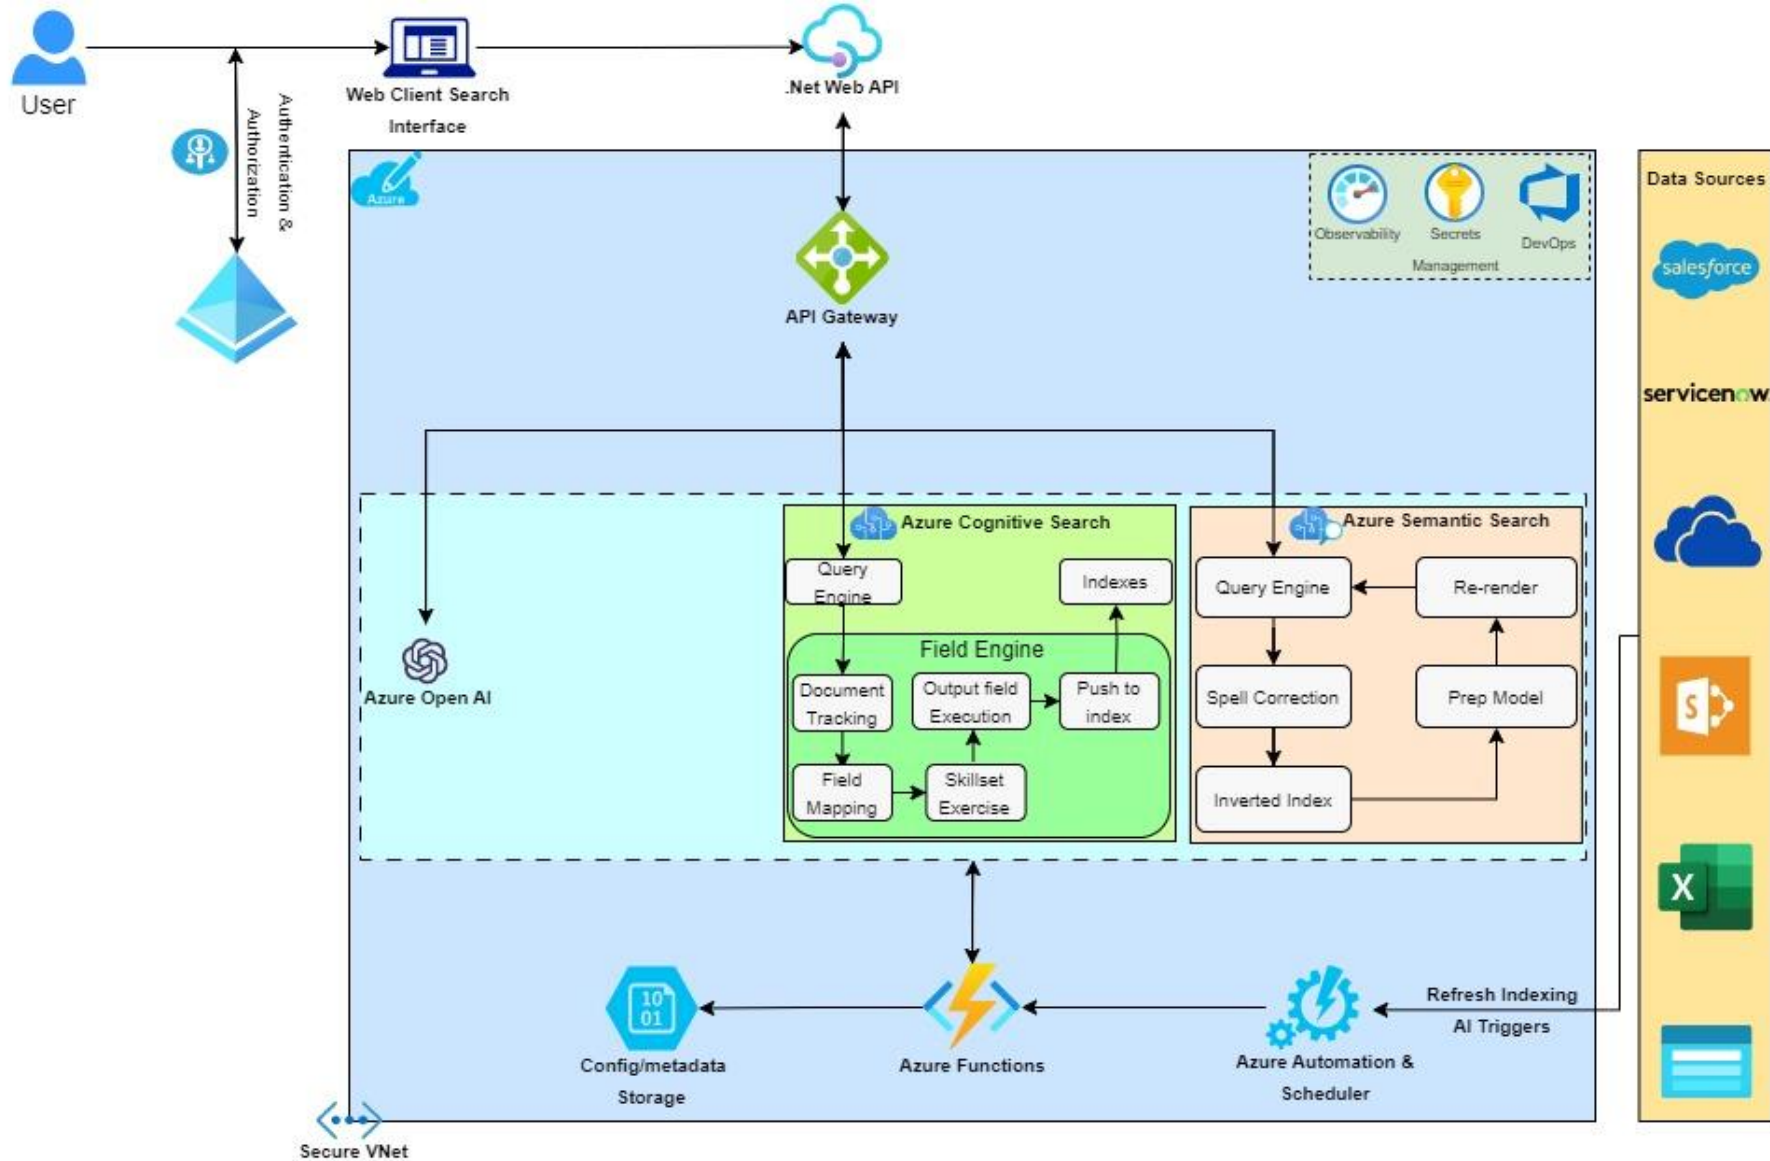 User
Authentication &
Authorization
Web Client Search
Interface
.Net Web API
Azure
Observability
Secrets
DevOps
Management
Data Sources
salesforce
servicenow
API Gateway
Azure Cognitive Search
Query
Engine
Indexes
Field Engine
Document
Tracking
Output field
Execution
Push to
index
Field
Mapping
Skillset
Exercise
Azure Semantic Search
Query Engine
Re-render
Spell Correction
Prep Model
Inverted Index
Azure Open AI
S
X
10
01
Config/metadata
Storage
Azure Functions
Azure Automation &
Scheduler
Refresh Indexing
AI Triggers
Secure VNet